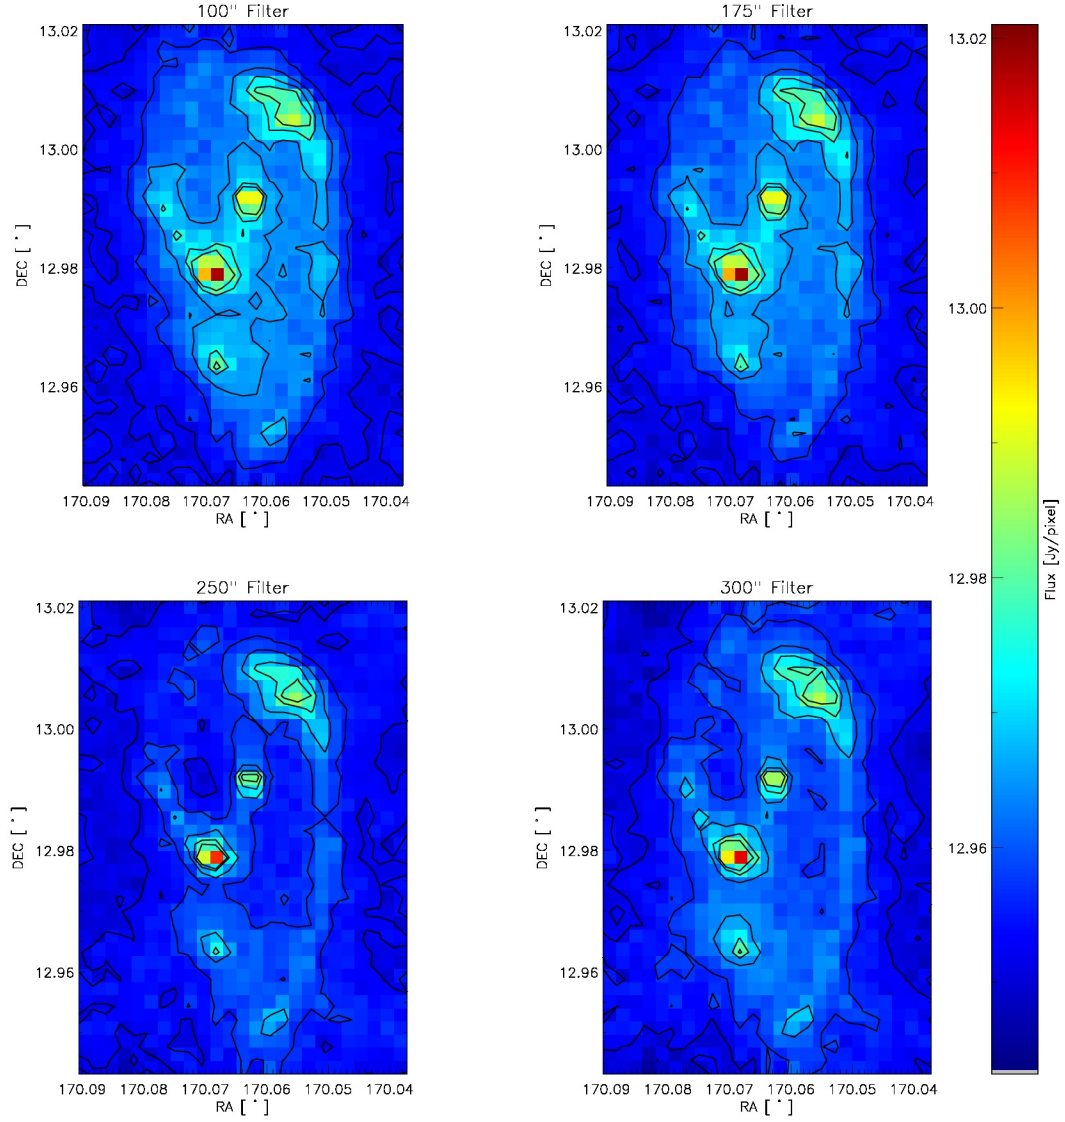 100" Filter
13.02
13.00
12.98
12.96
DEC [ ° ]
170.09 170.08 170.07 170.06 170.05 170.04
RA [ ° ]
175" Filter
13.02
13.00
12.98
12.96
DEC [ ° ]
170.09 170.08 170.07 170.06 170.05 170.04
RA [ ° ]
250" Filter
13.02
13.00
12.98
12.96
DEC [ ° ]
170.09 170.08 170.07 170.06 170.05 170.04
RA [ ° ]
300" Filter
13.02
13.00
12.98
12.96
DEC [ ° ]
170.09 170.08 170.07 170.06 170.05 170.04
RA [ ° ]
13.02
13.00
12.98
12.96
Flux [Jy/pixel]